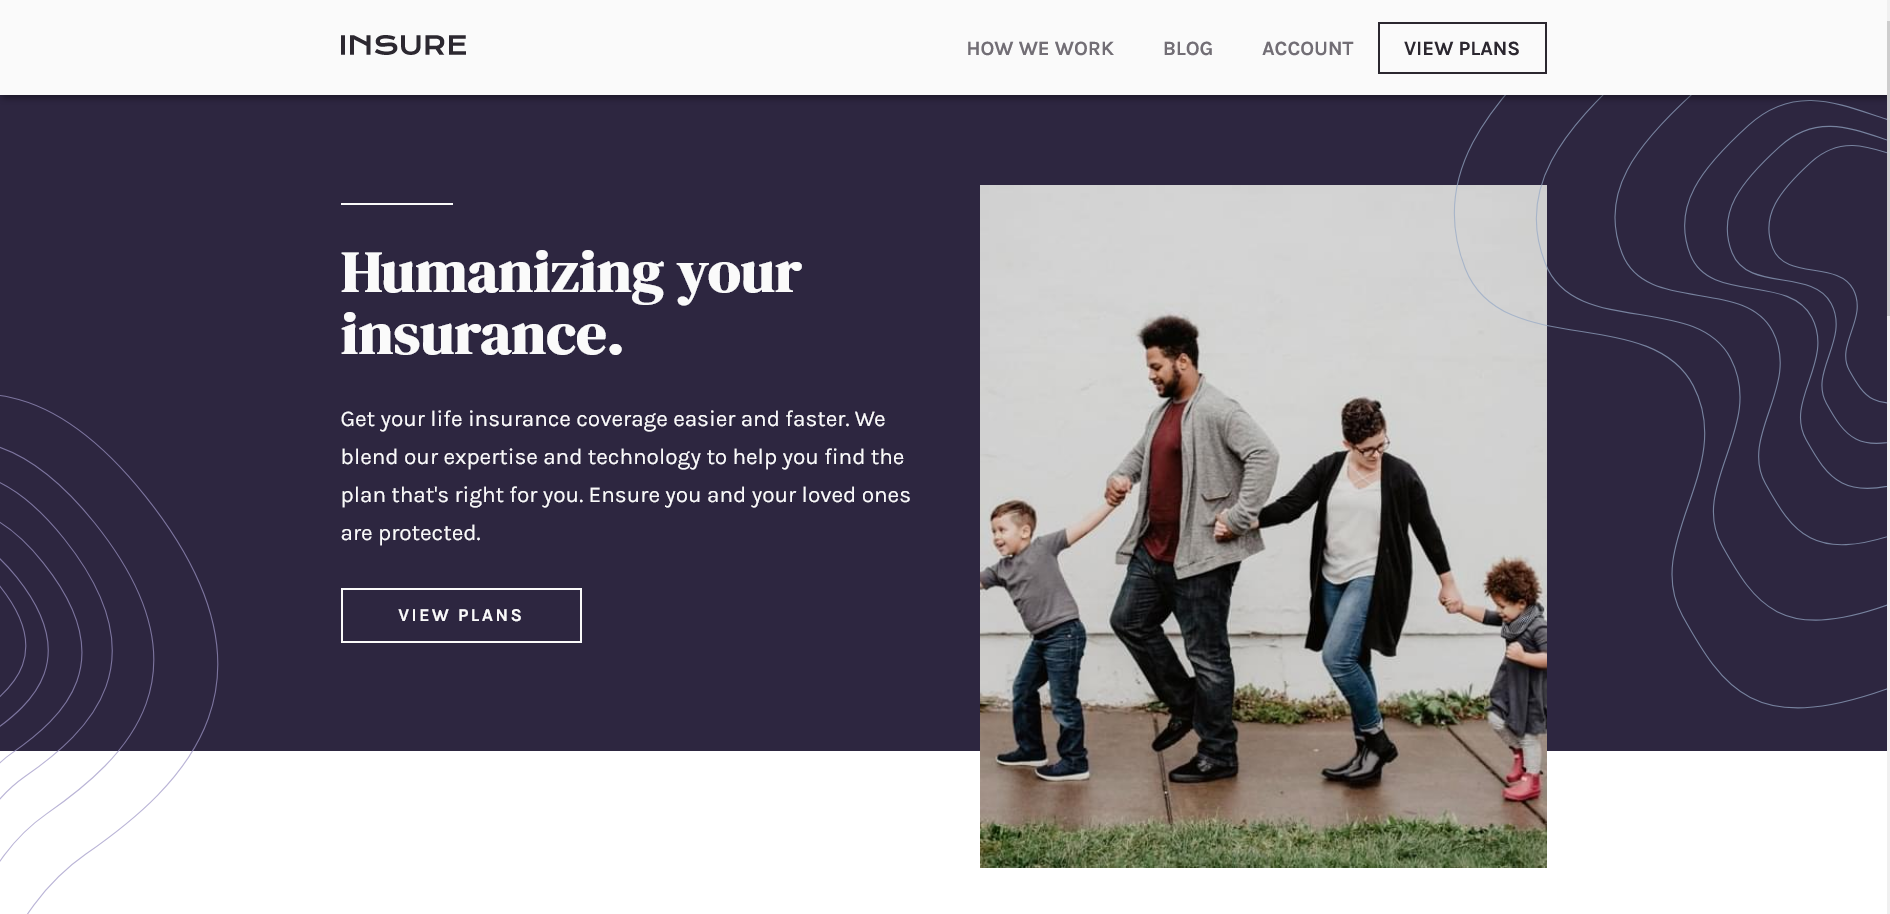 INSURE
HOW WE WORK
BLOG
ACCOUNT
VIEW PLANS
Humanizing your
insurance.
Get your life insurance coverage easier and faster. We
blend our expertise and technology to help you find the
plan that's right for you. Ensure you and your loved ones
are protected.
VIEW PLANS